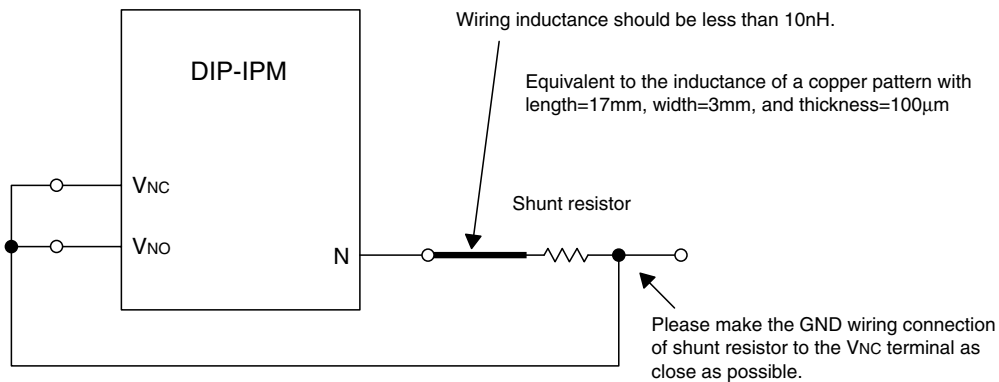 Wiring inductance should be less than 10nH.
DIP-IPM
Equivalent to the inductance of a copper pattern with
length=17mm, width=3mm, and thickness=100μm
VNC
Shunt resistor
VNO
N
Please make the GND wiring connection
of shunt resistor to the VNC terminal as
close as possible.